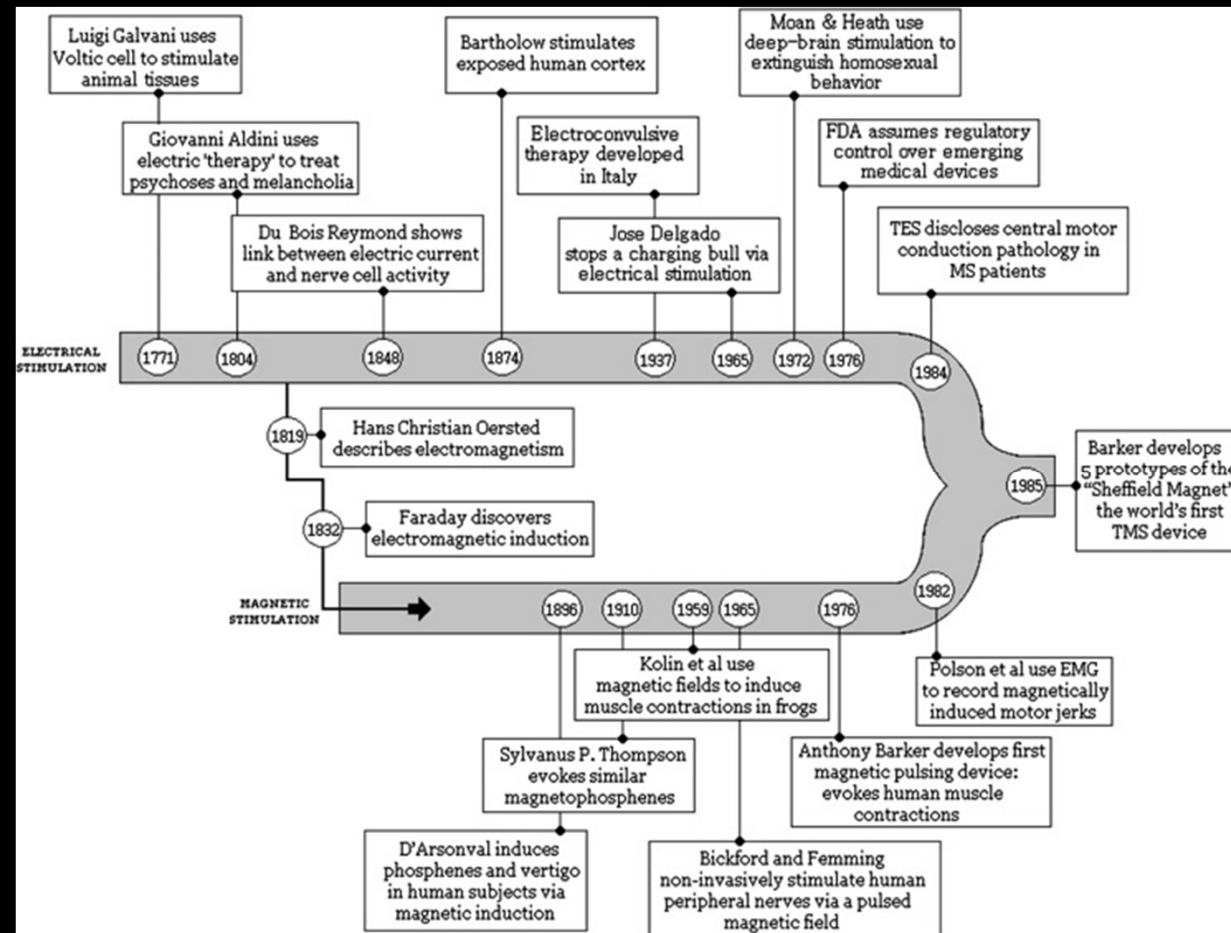 Luigi Galvani uses
Voltic cell to stimulate
animal tissues
Bartholow stimulates
exposed human cortex
Moan & Heath use
deep-brain stimulation to
extinguish homosexual
behavior
Giovanni Aldini uses
electric 'therapy' to treat
psychoses and melancholia
Electroconvulsive
therapy developed
in Italy
FDA assumes regulatory
control over emerging
medical devices
Du Bois Reymond shows
link between electric current
and nerve cell activity
Jose Delgado
stops a charging bull via
electrical stimulation
TES discloses central motor
conduction pathology in
MS patients
ELECTRICAL
STIMULATION
1771
1804
1848
1874
1937
1965
1972
1976
1984
1819
Hans Christian Oersted
describes electromagnetism
1832
Faraday discovers
electromagnetic induction
1985
Barker develops
5 prototypes of the
"Sheffield Magnet"
the world's first
TMS device
MAGNETIC
STIMULATION
1896
1910
1959
1965
1976
1982
Kolin et al use
magnetic fields to induce
muscle contractions in frogs
Polson et al use EMG
to record magnetically
induced motor jerks
Sylvanus P. Thompson
evokes similar
magnetophosphenes
Anthony Barker develops first
magnetic pulsing device:
evokes human muscle
contractions
D'Arsonval induces
phosphenes and vertigo
in human subjects via
magnetic induction
Bickford and Femming
non-invasively stimulate human
peripheral nerves via a pulsed
magnetic field